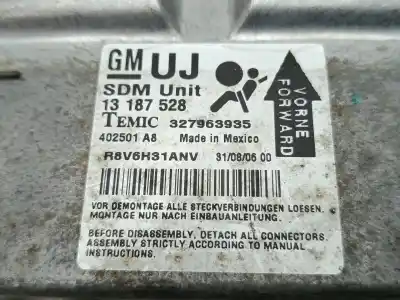 GM UJ
SDM Unit
13 187 528
TEMIC 327963935
402501 A8 Made in Mexico
R8V6H31ANV 31/08/06 00
VORNE
FORWARD
VOR DEMONTAGE ALLE STECKVERBINDUNGEN LOESEN.
MONTAGE NUR NACH EINBAUANLEITUNG.
BEFORE DISASSEMBLY, DETACH ALL CONNECTORS.
ASSEMBLY STRICTLY ACCORDING TO MANUAL
INSTRUCTIONS.